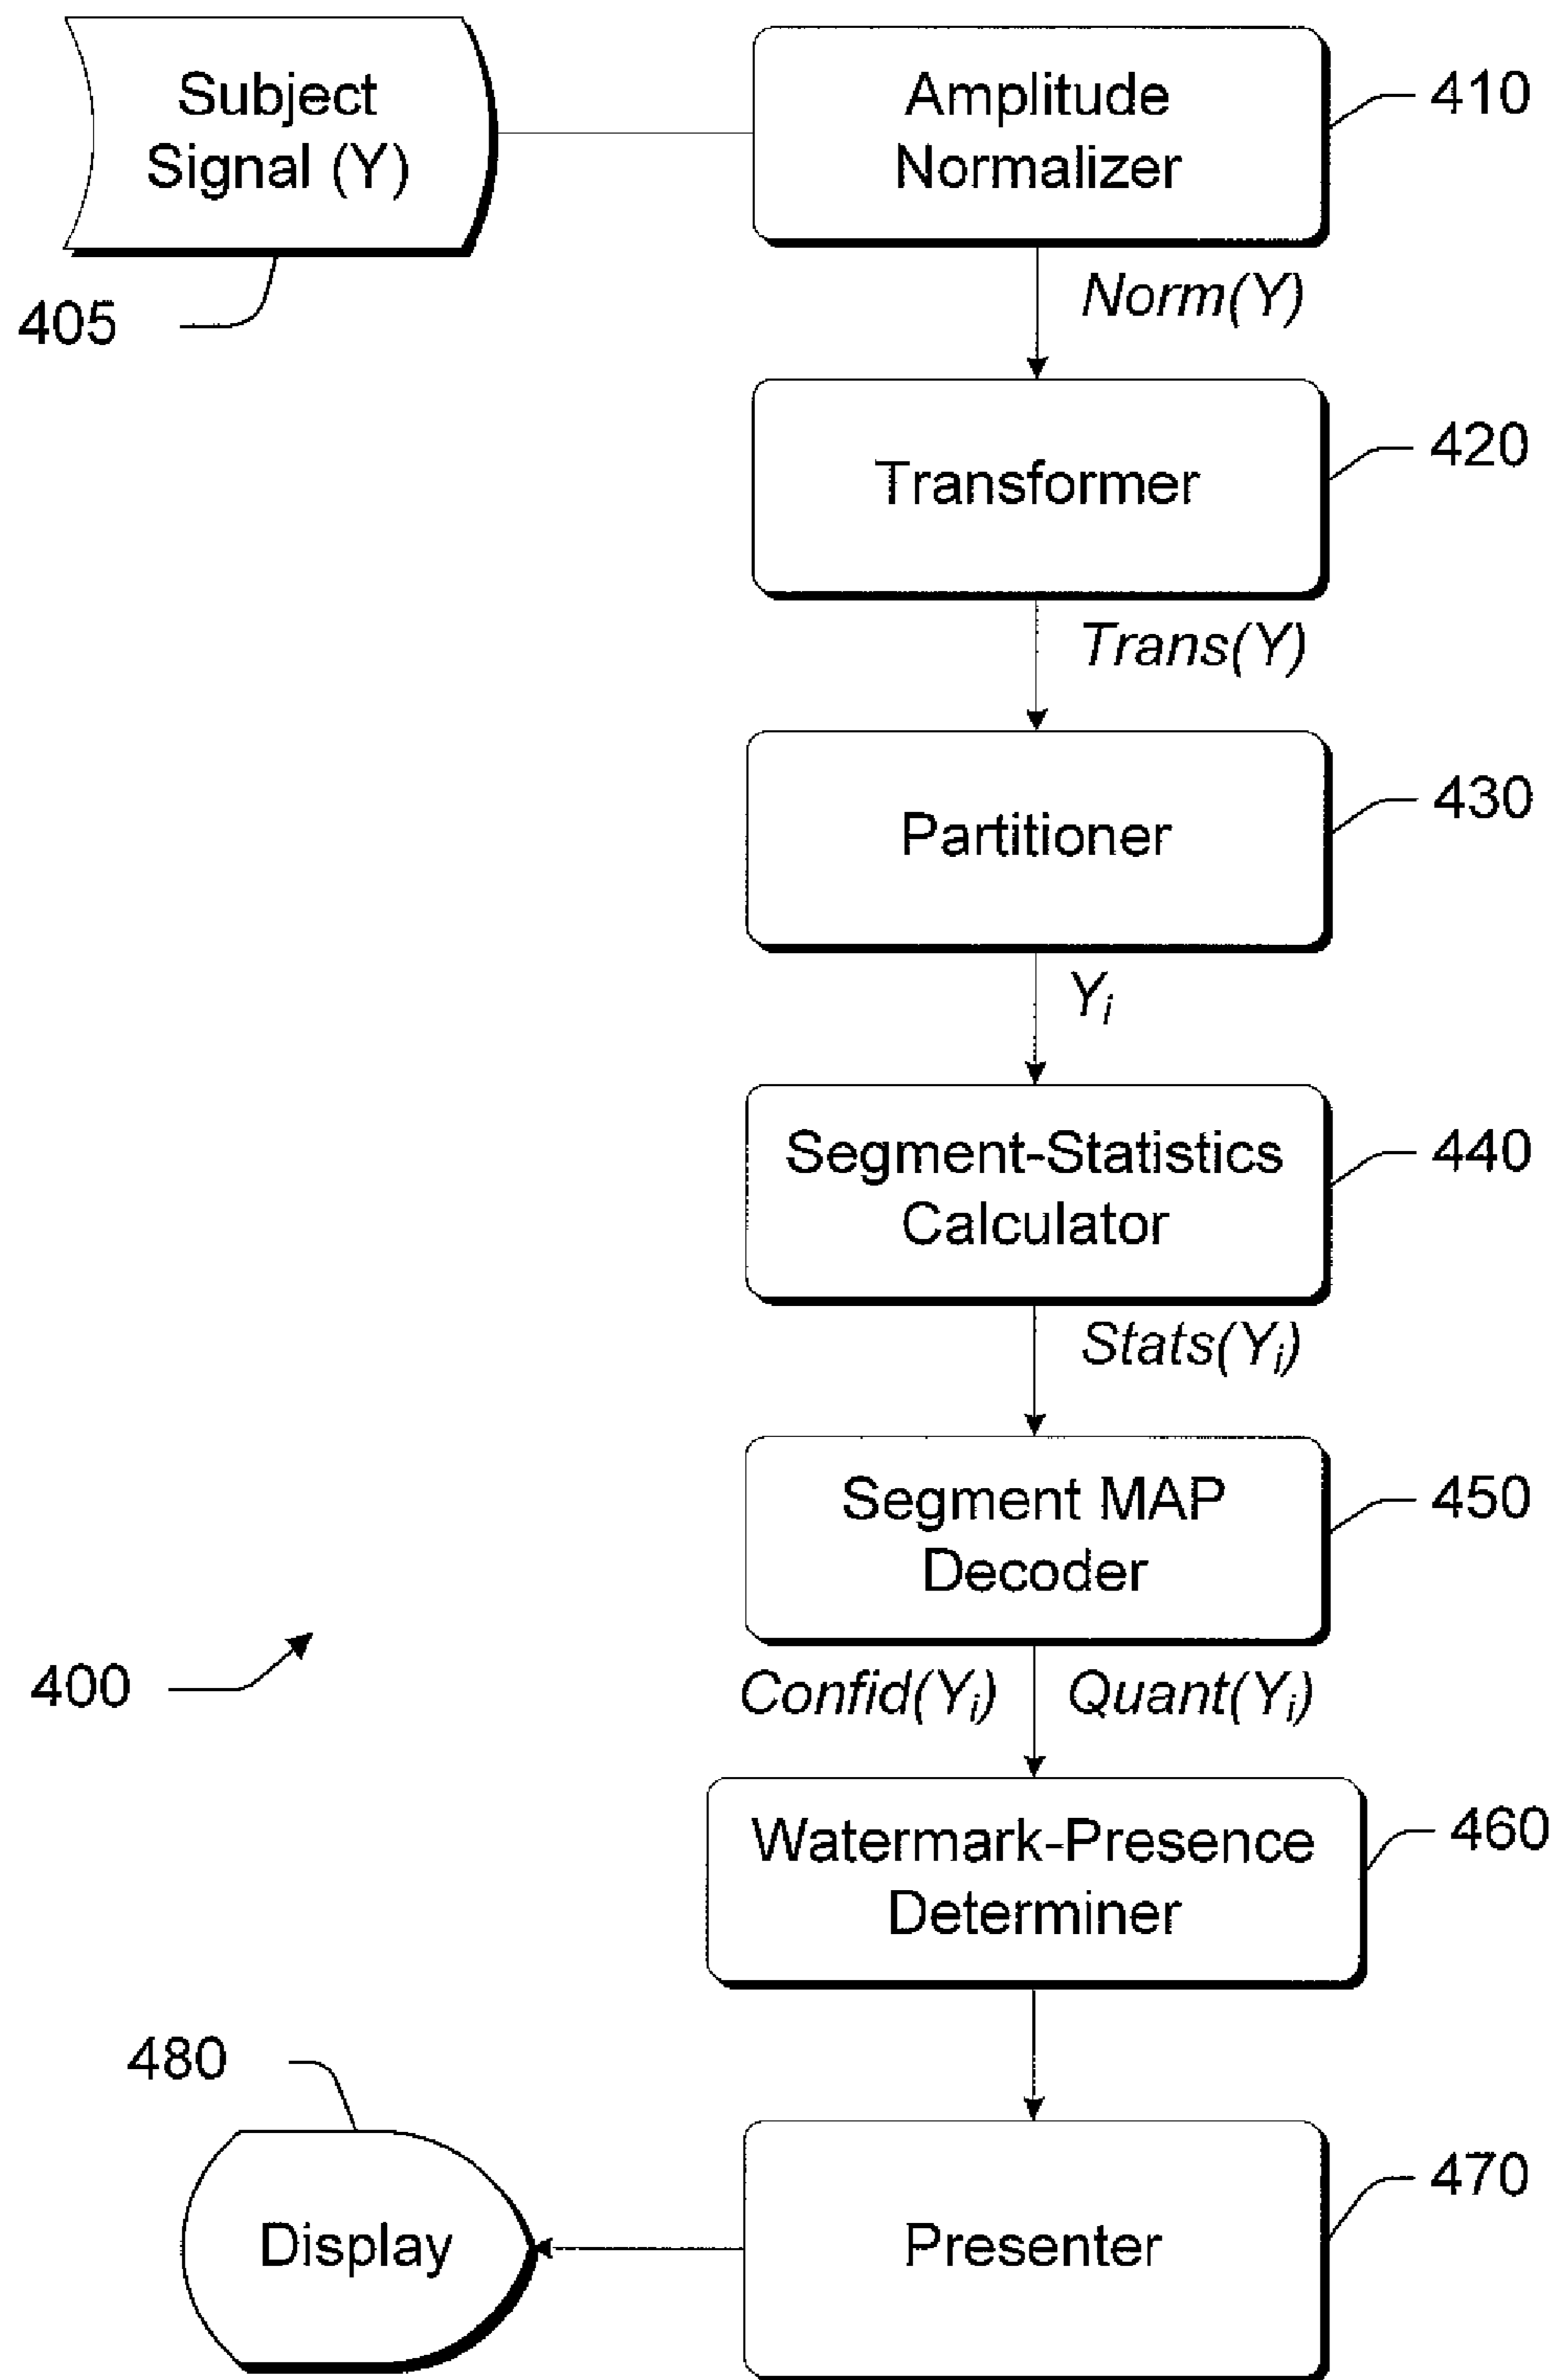 Subject
Signal (Y)
405
Amplitude
Normalizer
410
Norm(Y)
Transformer
420
Trans(Y)
Partitioner
430
Yi
Segment-Statistics
Calculator
440
Stats(Yi)
Segment MAP
Decoder
450
400
Confid(Yi) Quant(Yi)
Watermark-Presence
Determiner
460
480
Display
Presenter
470